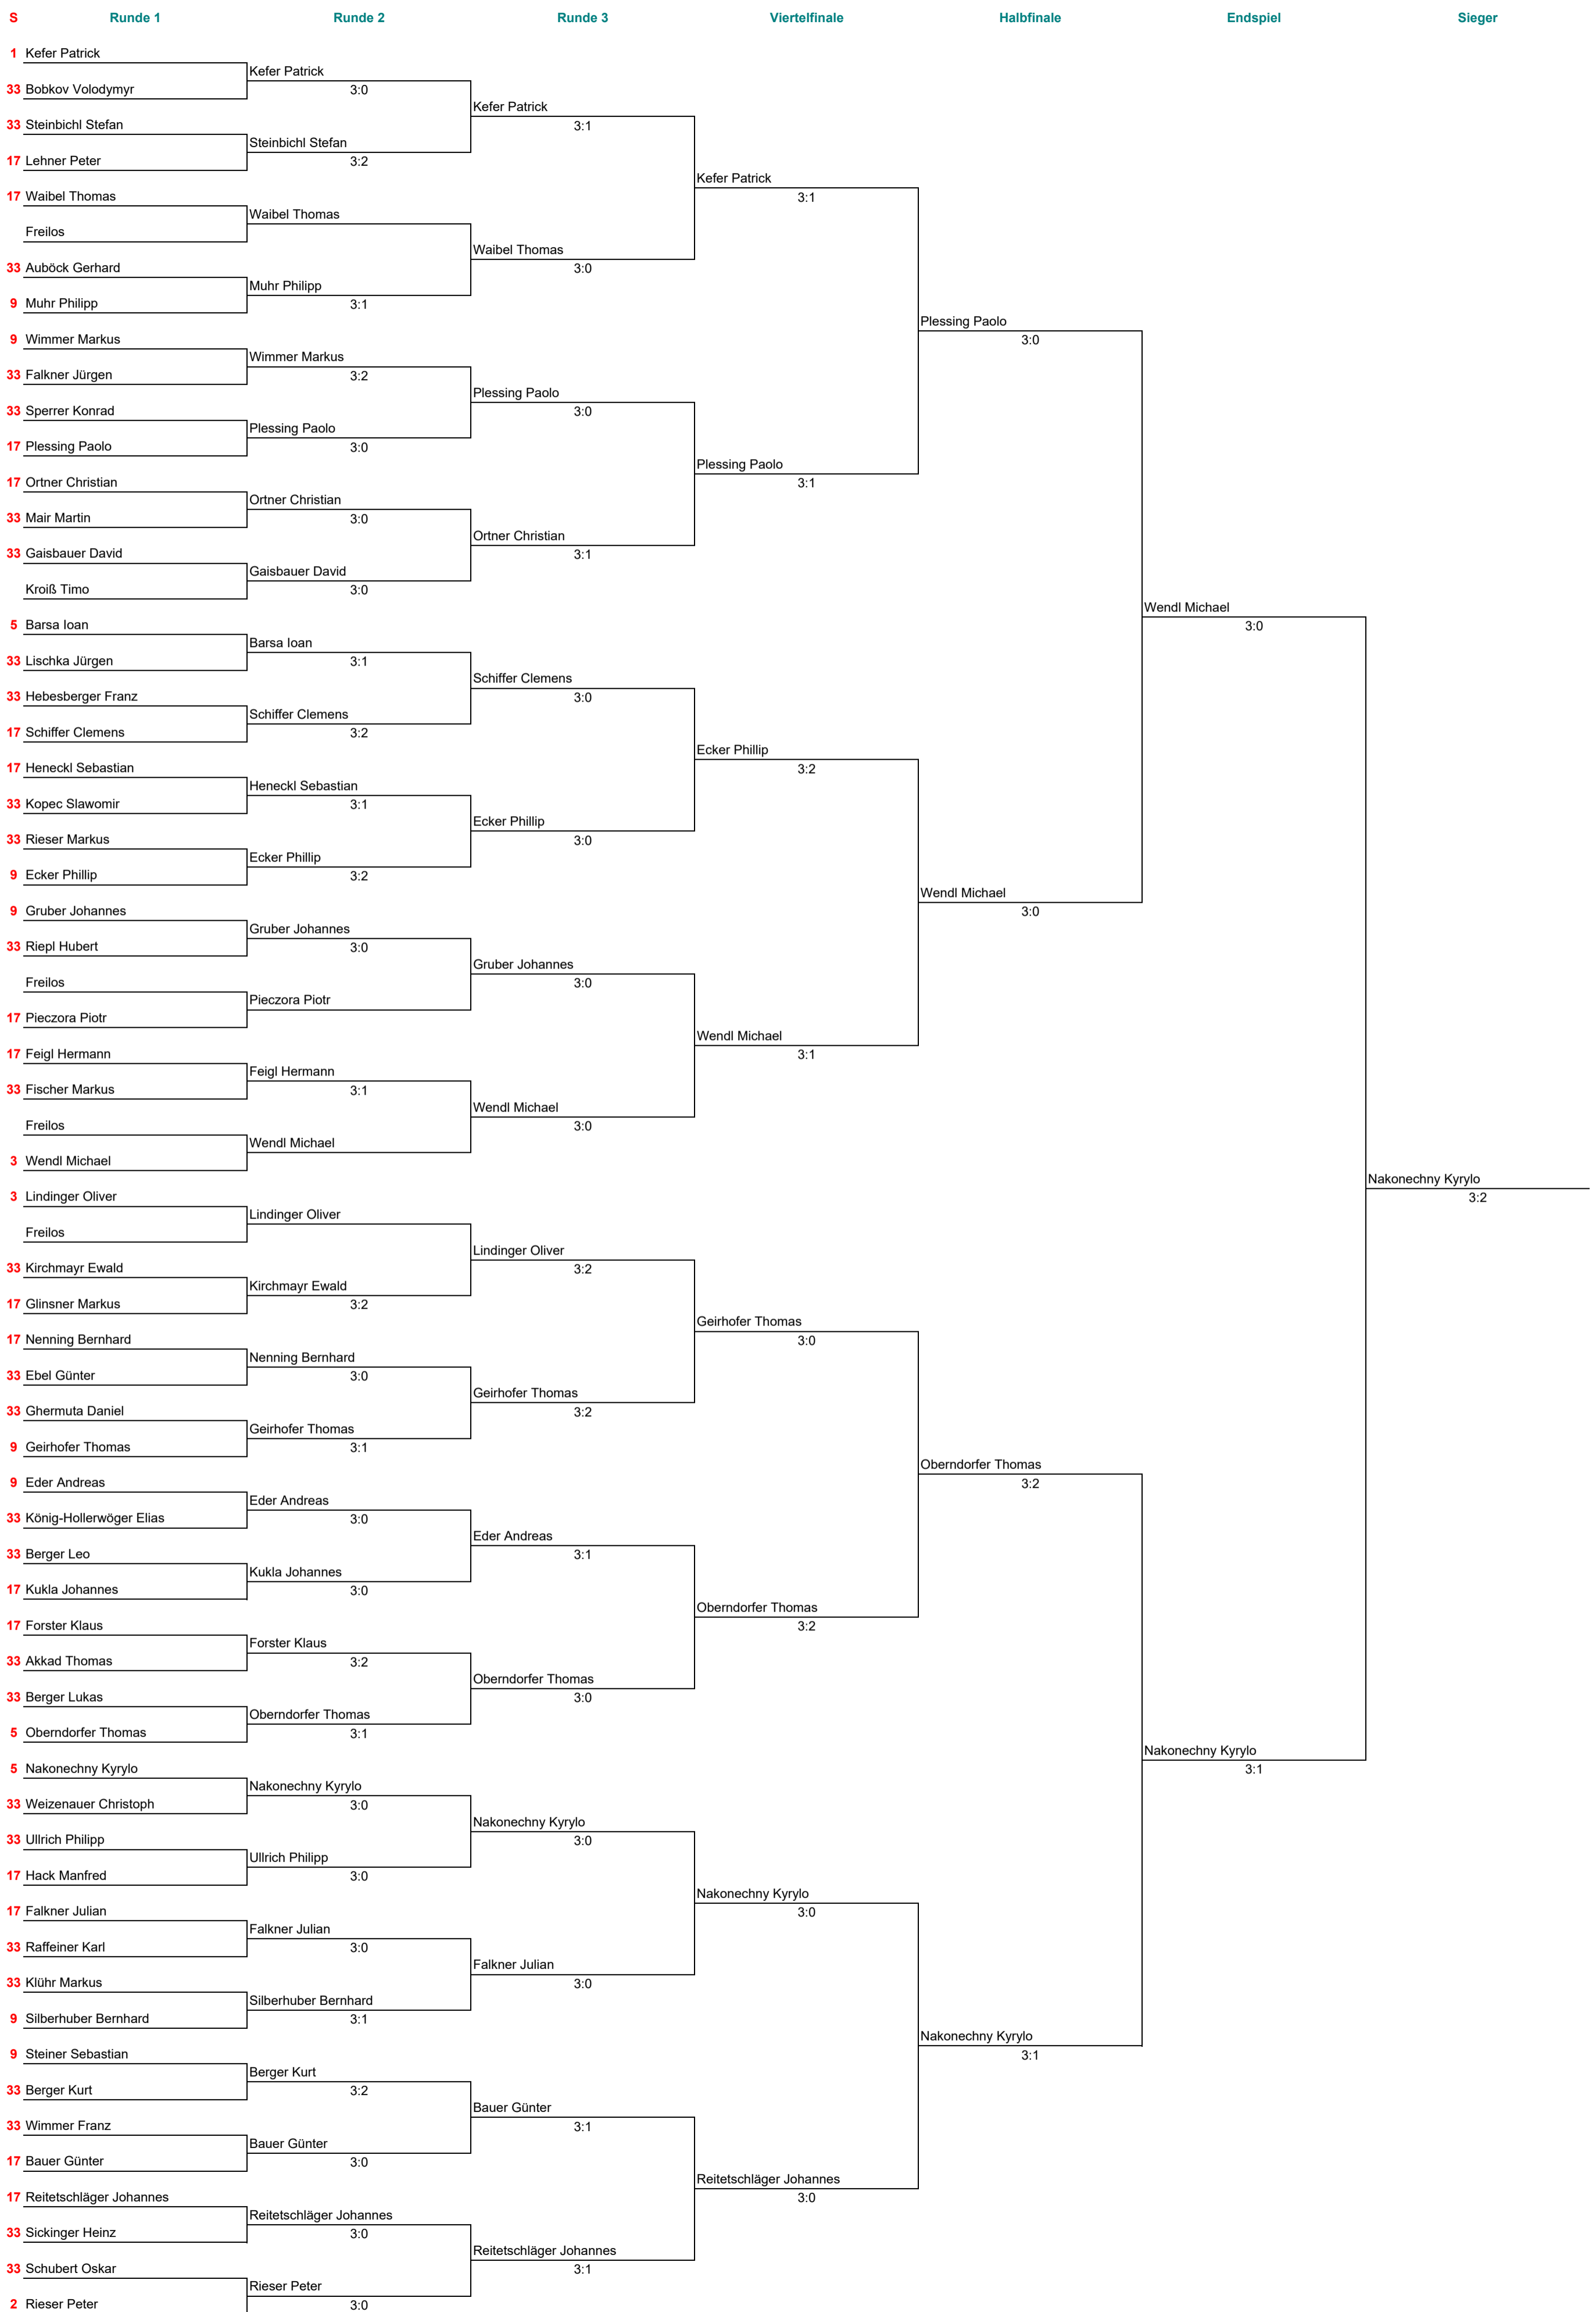 S Runde 1 Runde 2 Runde 3 Viertelfinale Halbfinale Endspiel Sieger
1 Kefer Patrick
Kefer Patrick
33 Bobkov Volodymyr 3:0
Kefer Patrick
33 Steinbichl Stefan 3:1
Steinbichl Stefan
17 Lehner Peter 3:2
Kefer Patrick
17 Waibel Thomas 3:1
Waibel Thomas
Freilos
Waibel Thomas
33 Auböck Gerhard 3:0
Muhr Philipp
9 Muhr Philipp 3:1
Plessing Paolo
9 Wimmer Markus 3:0
Wimmer Markus
33 Falkner Jürgen 3:2
Plessing Paolo
33 Sperrer Konrad 3:0
Plessing Paolo
17 Plessing Paolo 3:0
Plessing Paolo
17 Ortner Christian 3:1
Ortner Christian
33 Mair Martin 3:0
Ortner Christian
33 Gaisbauer David 3:1
Gaisbauer David
Kroiß Timo 3:0
Wendl Michael
5 Barsa Ioan 3:0
Barsa Ioan
33 Lischka Jürgen 3:1
Schiffer Clemens
33 Hebesberger Franz 3:0
Schiffer Clemens
17 Schiffer Clemens 3:2
Ecker Phillip
17 Heneckl Sebastian 3:2
Heneckl Sebastian
33 Kopec Slawomir 3:1
Ecker Phillip
33 Rieser Markus 3:0
Ecker Phillip
9 Ecker Phillip 3:2
Wendl Michael
9 Gruber Johannes 3:0
Gruber Johannes
33 Riepl Hubert 3:0
Gruber Johannes
Freilos 3:0
Pieczora Piotr
17 Pieczora Piotr
Wendl Michael
17 Feigl Hermann 3:1
Feigl Hermann
33 Fischer Markus 3:1
Wendl Michael
Freilos 3:0
Wendl Michael
3 Wendl Michael
Nakonechny Kyrylo
3 Lindinger Oliver 3:2
Lindinger Oliver
Freilos
Lindinger Oliver
33 Kirchmayr Ewald 3:2
Kirchmayr Ewald
17 Glinsner Markus 3:2
Geirhofer Thomas
17 Nenning Bernhard 3:0
Nenning Bernhard
33 Ebel Günter 3:0
Geirhofer Thomas
33 Ghermuta Daniel 3:2
Geirhofer Thomas
9 Geirhofer Thomas 3:1
Oberndorfer Thomas
9 Eder Andreas 3:2
Eder Andreas
33 König-Hollerwöger Elias 3:0
Eder Andreas
33 Berger Leo 3:1
Kukla Johannes
17 Kukla Johannes 3:0
Oberndorfer Thomas
17 Forster Klaus 3:2
Forster Klaus
33 Akkad Thomas 3:2
Oberndorfer Thomas
33 Berger Lukas 3:0
Oberndorfer Thomas
5 Oberndorfer Thomas 3:1
Nakonechny Kyrylo
5 Nakonechny Kyrylo 3:1
Nakonechny Kyrylo
33 Weizenauer Christoph 3:0
Nakonechny Kyrylo
33 Ullrich Philipp 3:0
Ullrich Philipp
17 Hack Manfred 3:0
Nakonechny Kyrylo
17 Falkner Julian 3:0
Falkner Julian
33 Raffeiner Karl 3:0
Falkner Julian
33 Klühr Markus 3:0
Silberhuber Bernhard
9 Silberhuber Bernhard 3:1
Nakonechny Kyrylo
9 Steiner Sebastian 3:1
Berger Kurt
33 Berger Kurt 3:2
Bauer Günter
33 Wimmer Franz 3:1
Bauer Günter
17 Bauer Günter 3:0
Reitetschläger Johannes
17 Reitetschläger Johannes 3:0
Reitetschläger Johannes
33 Sickinger Heinz 3:0
Reitetschläger Johannes
33 Schubert Oskar 3:1
Rieser Peter
2 Rieser Peter 3:0